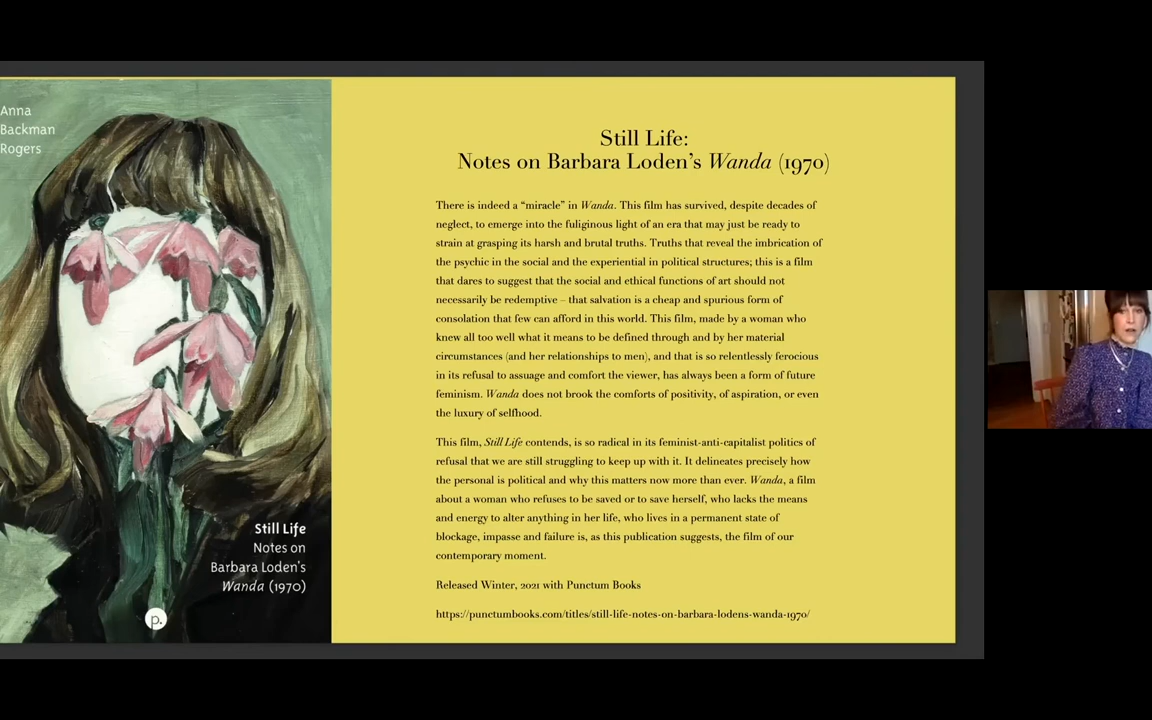 Anna
Backman
Rogers
Still Life
Notes on
Barbara Loden's
Wanda (1970)
p.
Still Life:
Notes on Barbara Loden’s Wanda (1970)
There is indeed a “miracle” in Wanda. This film has survived, despite decades of
neglect, to emerge into the fuliginous light of an era that may just be ready to
strain at grasping its harsh and brutal truths. Truths that reveal the imbrication of
the psychic in the social and the experiential in political structures; this is a film
that dares to suggest that the social and ethical functions of art should not
necessarily be redemptive – that salvation is a cheap and spurious form of
consolation that few can afford in this world. This film, made by a woman who
knew all too well what it means to be defined through and by her material
circumstances (and her relationships to men), and that is so relentlessly ferocious
in its refusal to assuage and comfort the viewer, has always been a form of future
feminism. Wanda does not brook the comforts of positivity, of aspiration, or even
the luxury of selfhood.
This film, Still Life contends, is so radical in its feminist-anti-capitalist politics of
refusal that we are still struggling to keep up with it. It delineates precisely how
the personal is political and why this matters now more than ever. Wanda, a film
about a woman who refuses to be saved or to save herself, who lacks the means
and energy to alter anything in her life, who lives in a permanent state of
blockage, impasse and failure is, as this publication suggests, the film of our
contemporary moment.
Released Winter, 2021 with Punctum Books
https://punctumbooks.com/titles/still-life-notes-on-barbara-lodens-wanda-1970/